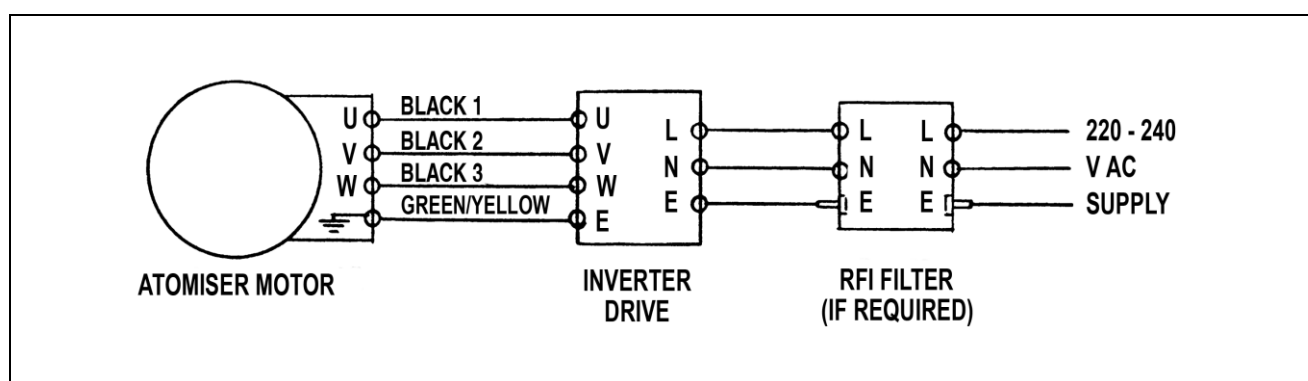 U BLACK 1 U L L L 220 - 240
V BLACK 2 V N N N V AC
W BLACK 3 W E E E SUPPLY
GREEN/YELLOW E
ATOMISER MOTOR
INVERTER
DRIVE
RFI FILTER
(IF REQUIRED)